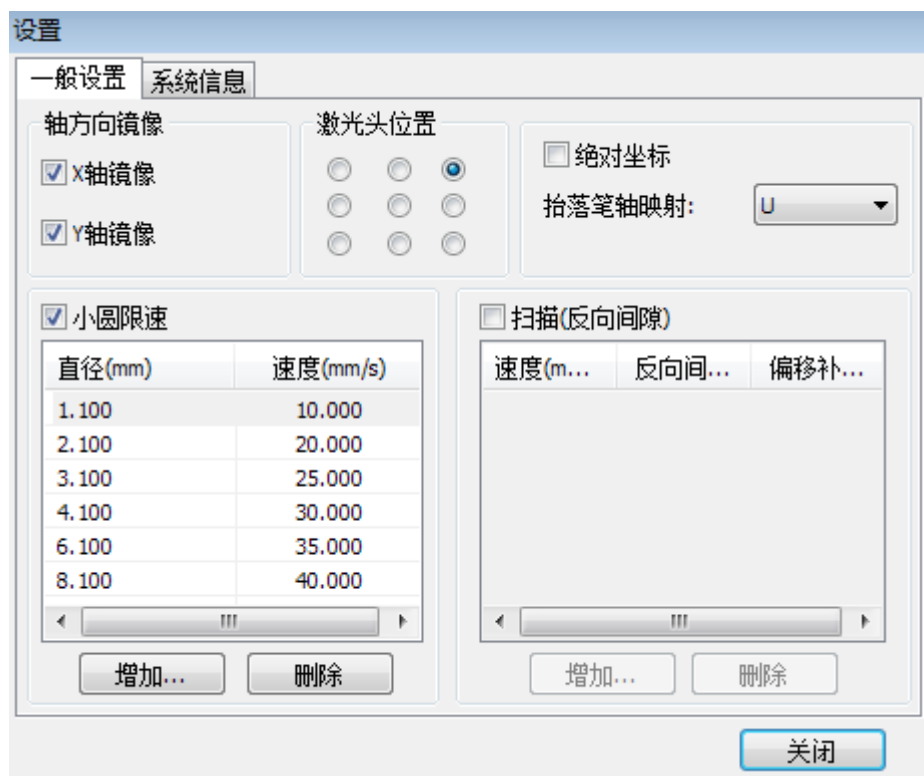 设置
一般设置 系统信息
轴方向镜像
X轴镜像
Y轴镜像
激光头位置
绝对坐标
抬落笔轴映射: U
小圆限速
直径(mm) 速度(mm/s)
1.100 10.000
2.100 20.000
3.100 25.000
4.100 30.000
6.100 35.000
8.100 40.000
增加... 删除
扫描(反向间隙)
速度(m... 反向间... 偏移补...
增加... 删除
关闭